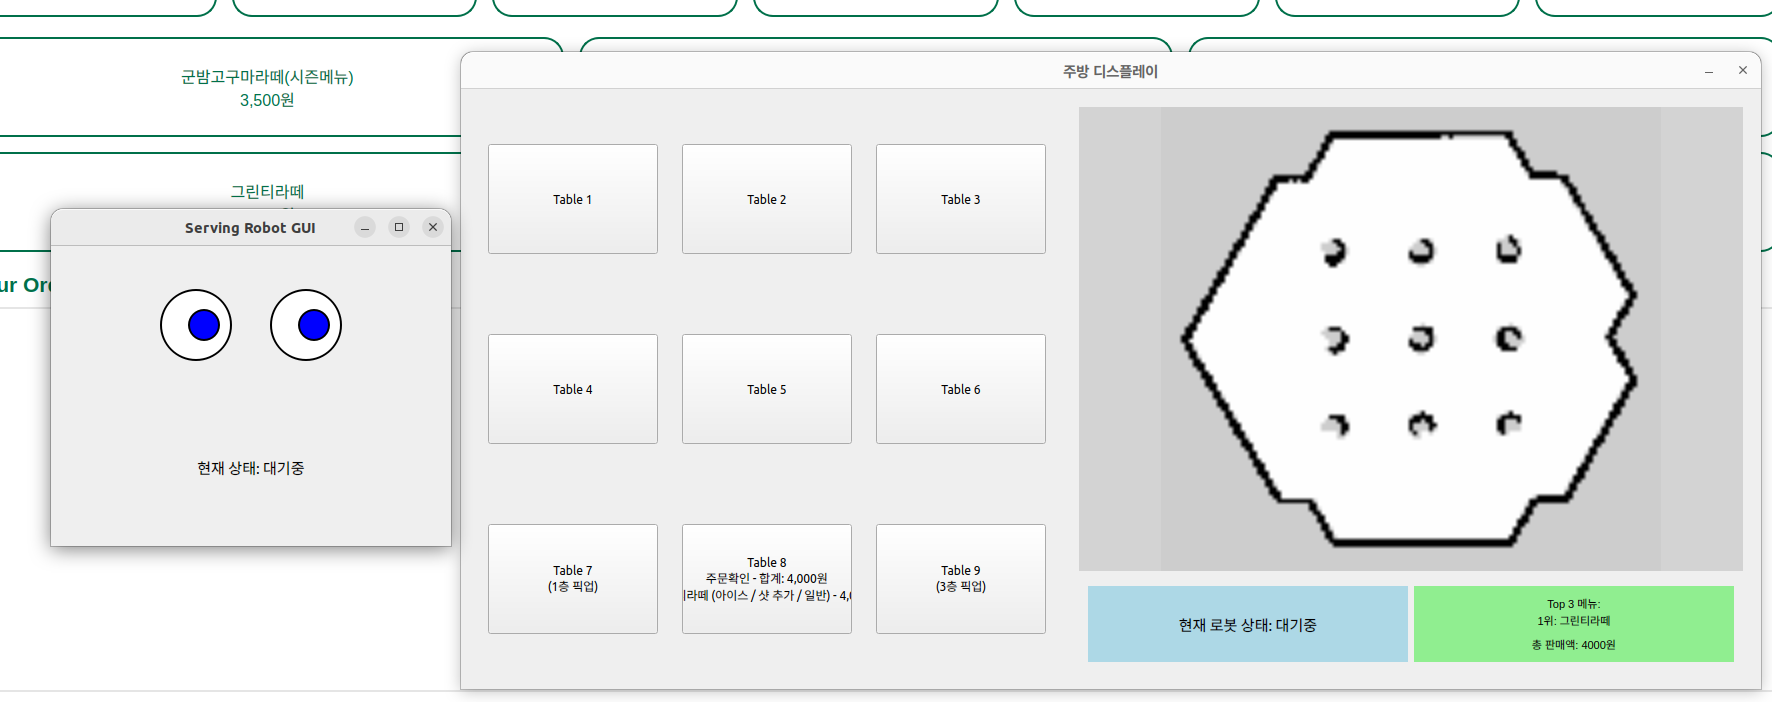 군밤고구마라떼(시즌메뉴)
3,500원
그린티라떼
ur Ord
Serving Robot GUI
현재 상태: 대기중
주방 디스플레이
Table 1
Table 2
Table 3
Table 4
Table 5
Table 6
Table 7
(1층 픽업)
Table 8
주문확인 - 합계: 4,000원
라떼 (아이스 / 샷 추가 / 일반) - 4,0
Table 9
(3층 픽업)
현재 로봇 상태: 대기중
Top 3 메뉴:
1위: 그린티라떼
총 판매액: 4000원